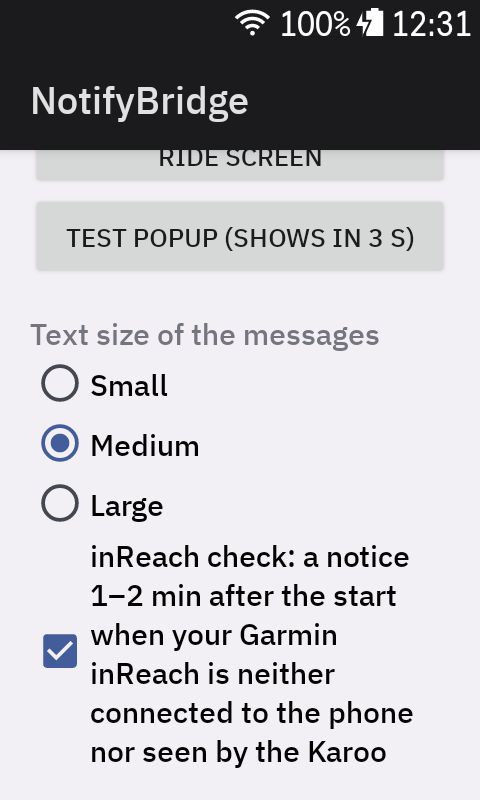 100% 12:31
NotifyBridge
RIDE SCREEN
TEST POPUP (SHOWS IN 3 S)
Text size of the messages
Small
Medium
Large
inReach check: a notice
1–2 min after the start
when your Garmin
inReach is neither
connected to the phone
nor seen by the Karoo